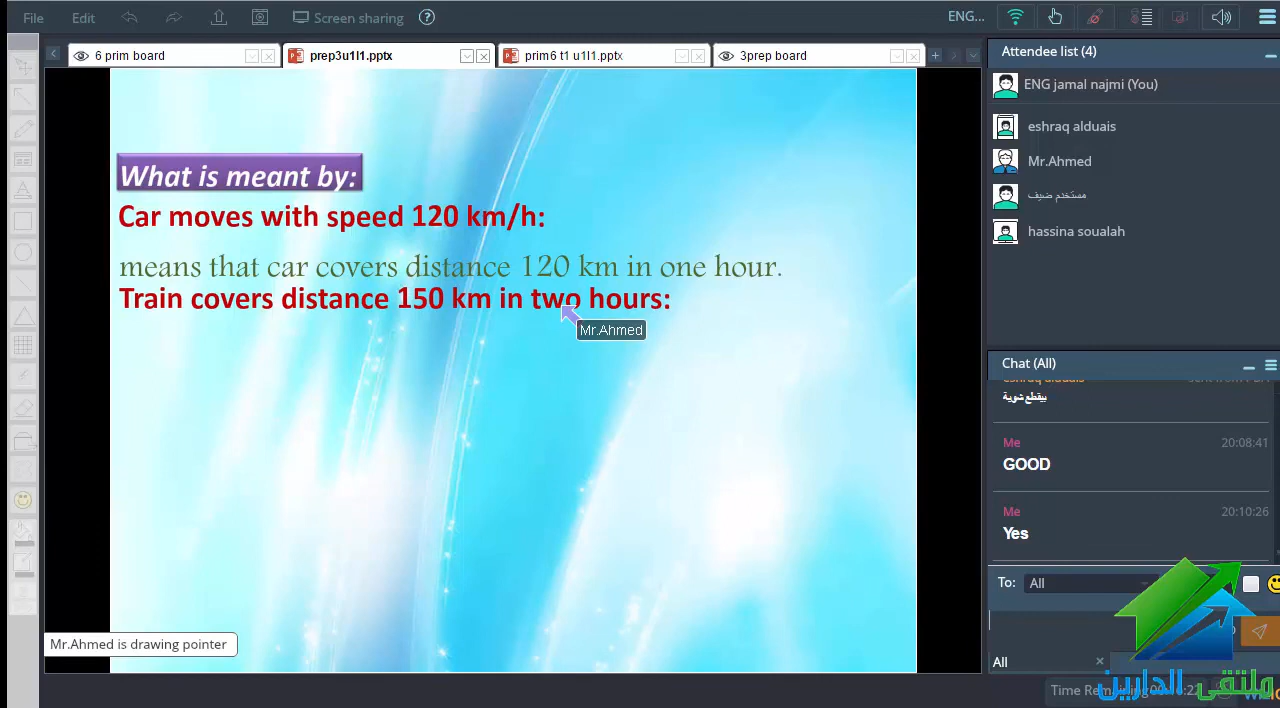 File
Edit
Screen sharing
ENG...
6 prim board
prep3u1l1.pptx
prim6 t1 u1l1.pptx
3prep board
What is meant by:
Car moves with speed 120 km/h:
means that car covers distance 120 km in one hour.
Train covers distance 150 km in two hours:
Mr.Ahmed
Mr.Ahmed is drawing pointer
Attendee list (4)
ENG jamal najmi (You)
eshraq alduais
Mr.Ahmed
مستخدم ضيف
hassina soualah
Chat (All)
eshraq alduais
بيقطع شوية
Me 20:08:41
GOOD
Me 20:10:26
Yes
To: All
All
Time
ملتقى الدارين